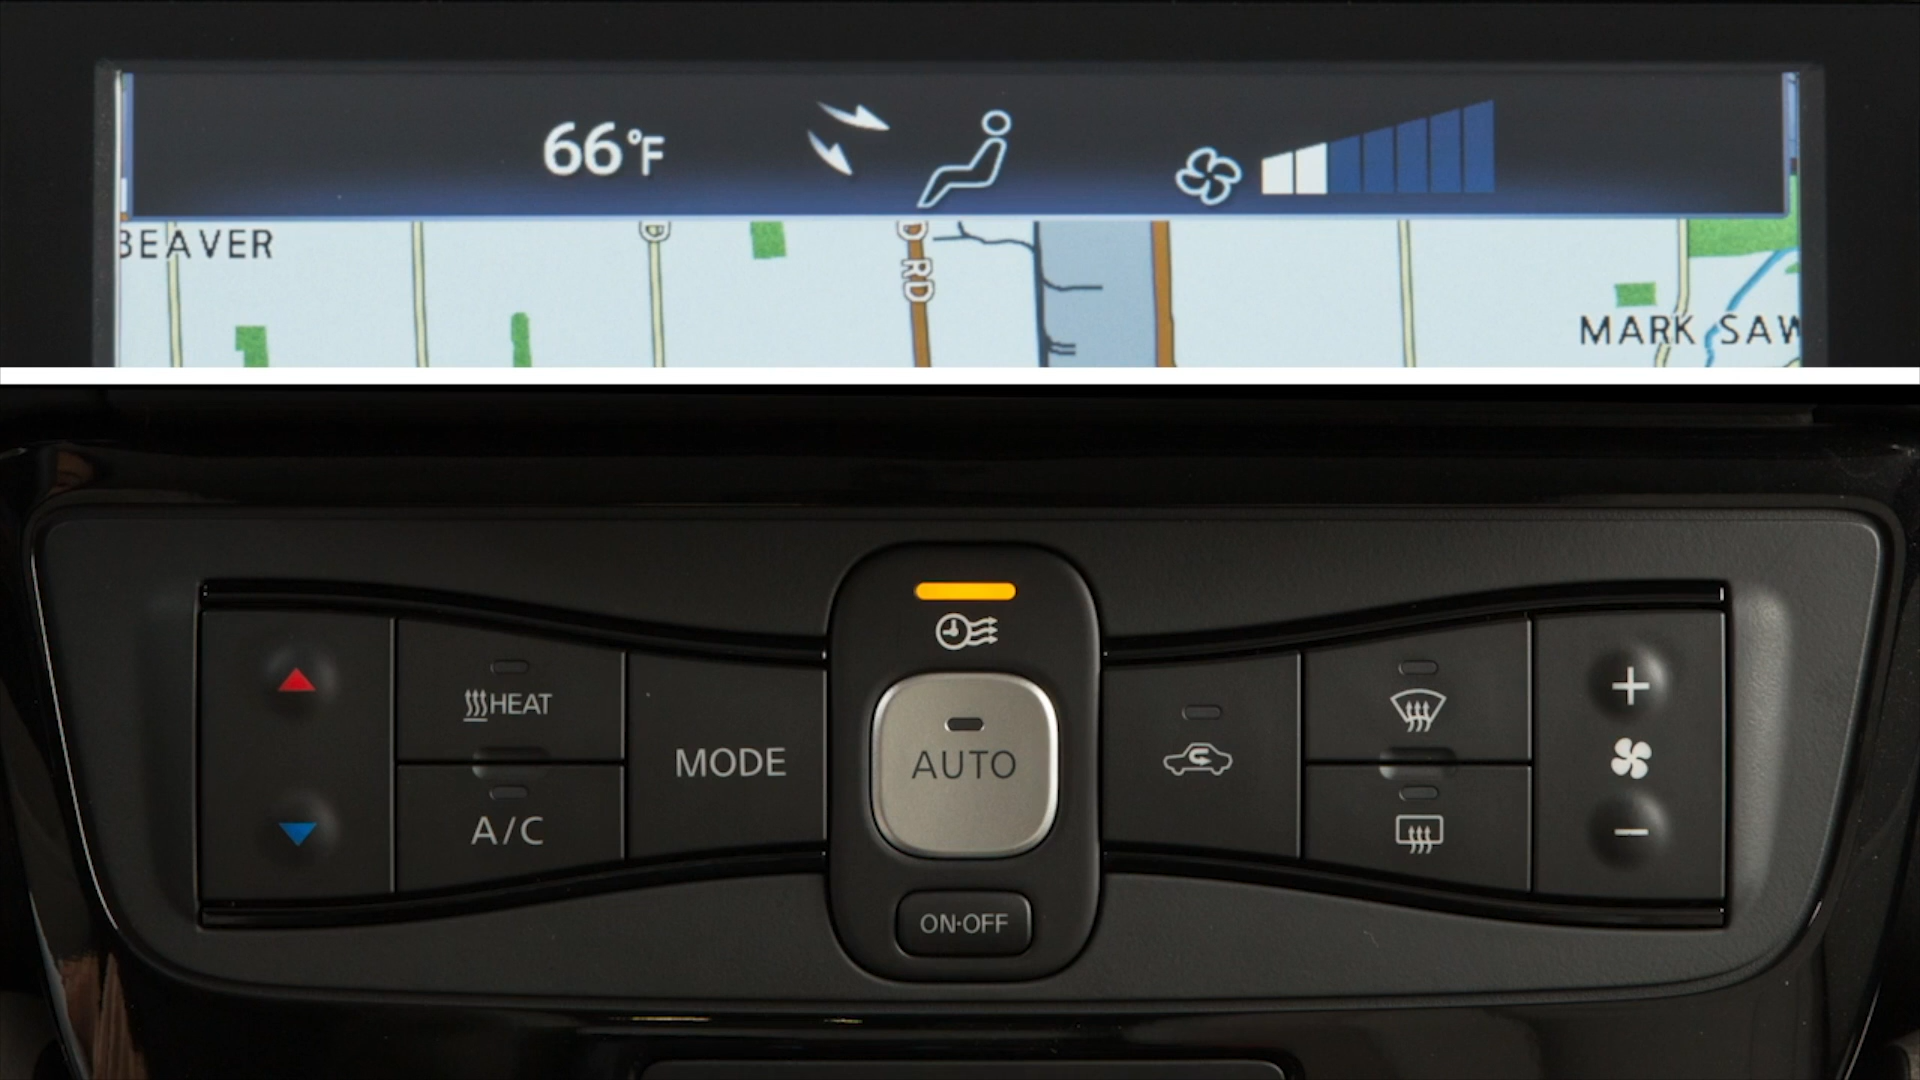 66°F
BEAVER
D RD
MARK SAW
HEAT
A/C
MODE
AUTO
ON·OFF
+
−